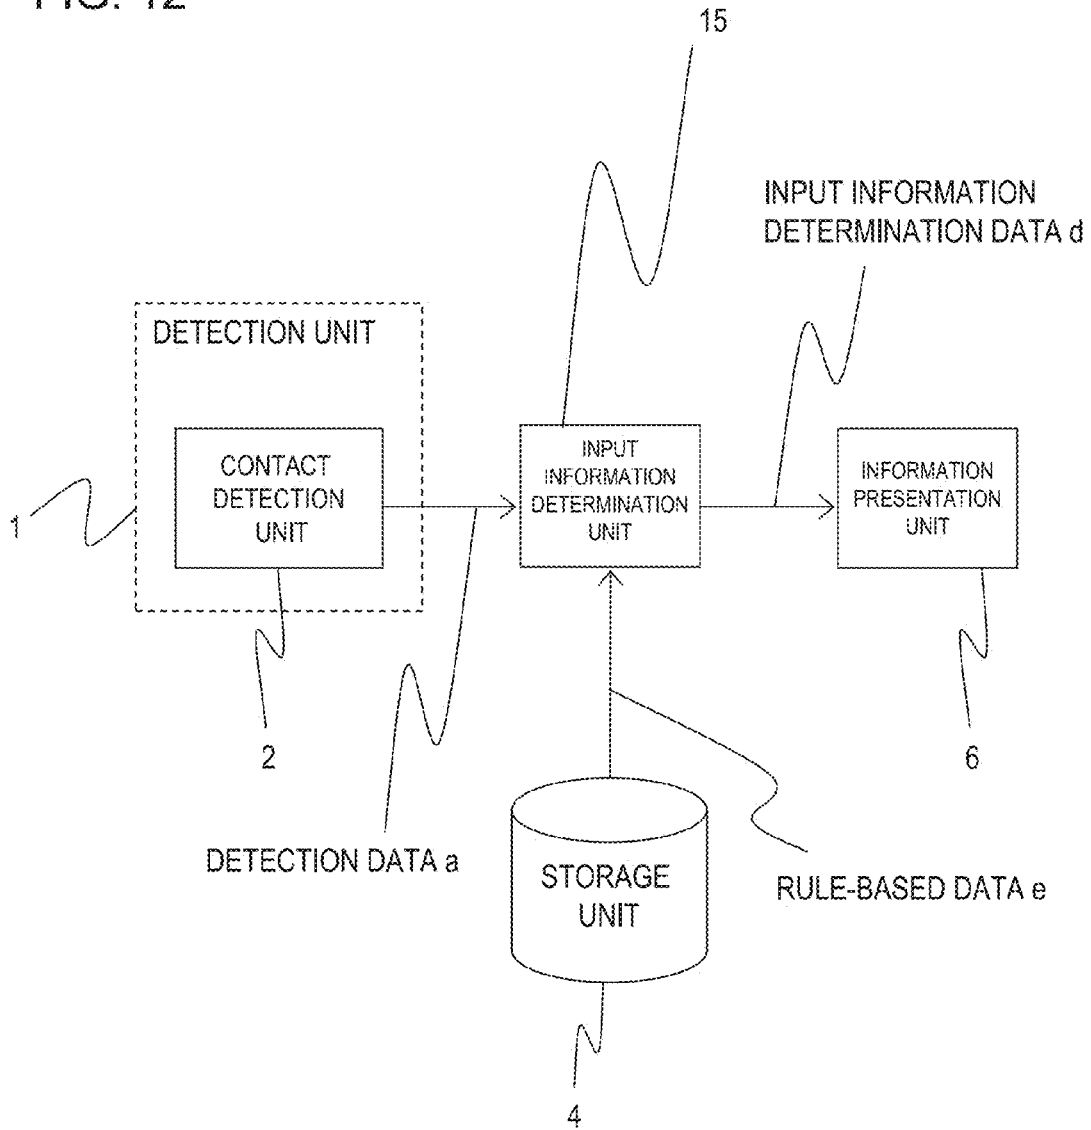 FIG. 12
15
INPUT INFORMATION
DETERMINATION DATA d
DETECTION UNIT
CONTACT
DETECTION
UNIT
INPUT
INFORMATION
DETERMINATION
UNIT
INFORMATION
PRESENTATION
UNIT
1
2
6
DETECTION DATA a
STORAGE
UNIT
RULE-BASED DATA e
4